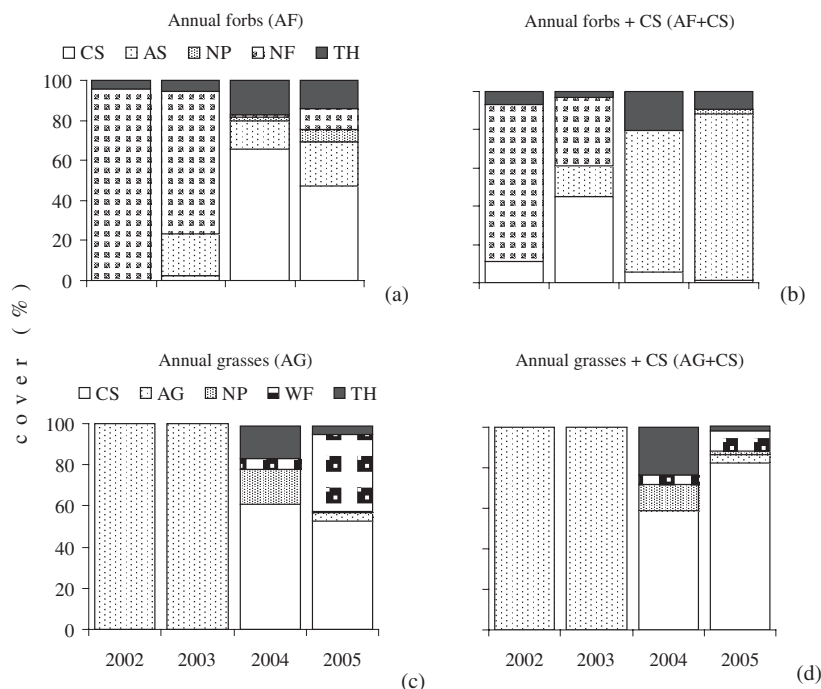 Annual forbs (AF)
CS AS NP NF TH
100
80
60
40
20
0
(a)
Annual forbs + CS (AF+CS)
(b)
cover (%)
Annual grasses (AG)
CS AG NP WF TH
100
80
60
40
20
0
2002 2003 2004 2005
(c)
Annual grasses + CS (AG+CS)
2002 2003 2004 2005
(d)